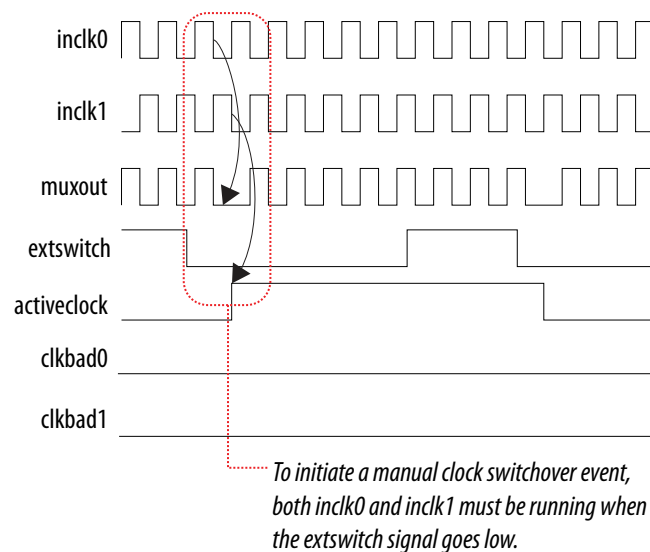 inclk0
inclk1
muxout
extswitch
activeclock
clkbad0
clkbad1
To initiate a manual clock switchover event,
both inclk0 and inclk1 must be running when
the extswitch signal goes low.